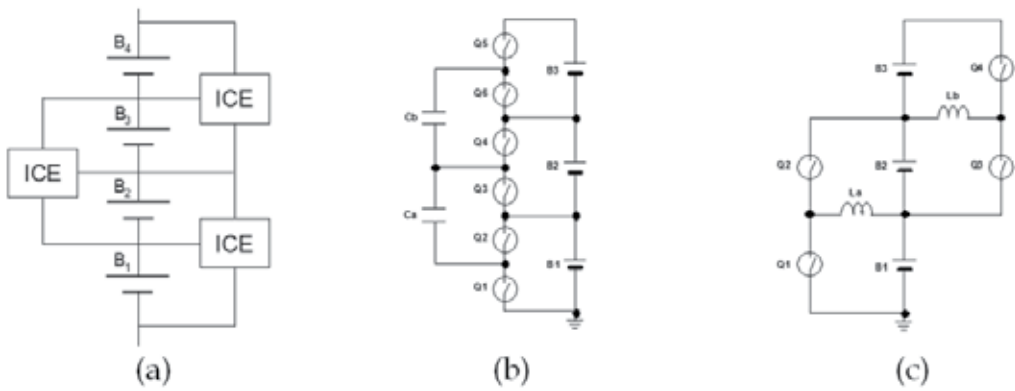 B4
ICE
B3
ICE
B2
ICE
B1
(a)
Q5
B3
Q6
Cb
Q4
B2
Q3
Ca
Q2
B1
Q1
(b)
B3
Q4
Lb
Q2
B2
Q3
La
Q1
B1
(c)